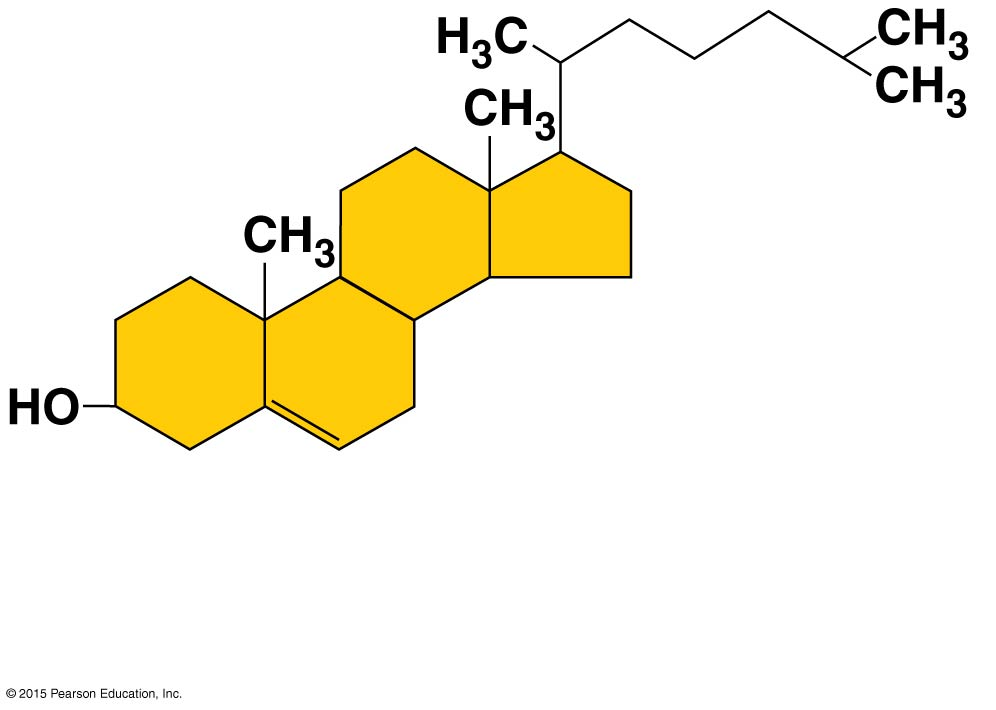 H₃C
CH₃
CH₃
CH₃
CH₃
HO
© 2015 Pearson Education, Inc.